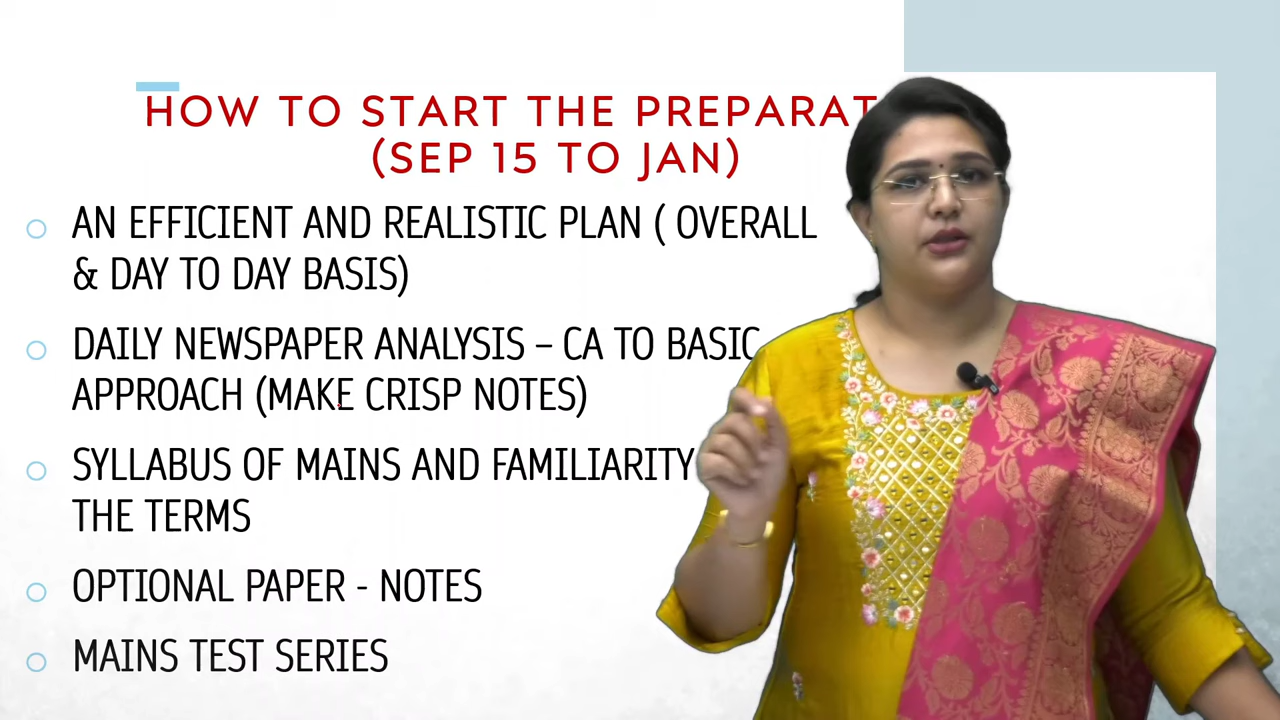 HOW TO START THE PREPARAT
(SEP 15 TO JAN)
AN EFFICIENT AND REALISTIC PLAN ( OVERALL
& DAY TO DAY BASIS)
DAILY NEWSPAPER ANALYSIS – CA TO BASIC
APPROACH (MAKE CRISP NOTES)
SYLLABUS OF MAINS AND FAMILIARITY
THE TERMS
OPTIONAL PAPER - NOTES
MAINS TEST SERIES